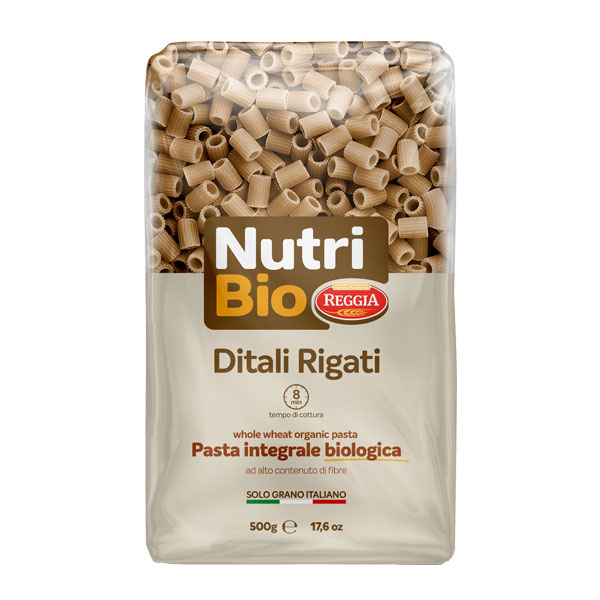 Nutri
Bio
REGGIA
Ditali Rigati
8
min
tempo di cottura
whole wheat organic pasta
Pasta integrale biologica
ad alto contenuto di fibre
SOLO GRANO ITALIANO
500g ℮ 17,6 oz